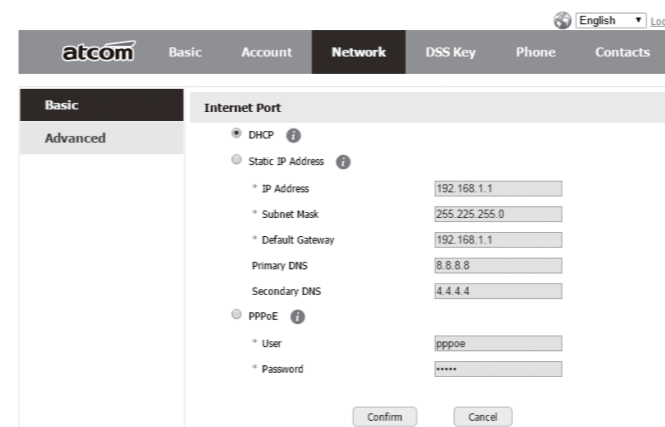 English
atcom Basic Account Network DSS Key Phone Contacts
Basic
Advanced
Internet Port
DHCP
Static IP Address
* IP Address 192.168.1.1
* Subnet Mask 255.225.255.0
* Default Gateway 192.168.1.1
Primary DNS 8.8.8.8
Secondary DNS 4.4.4.4
PPPoE
* User pppoe
* Password •••••
Confirm Cancel